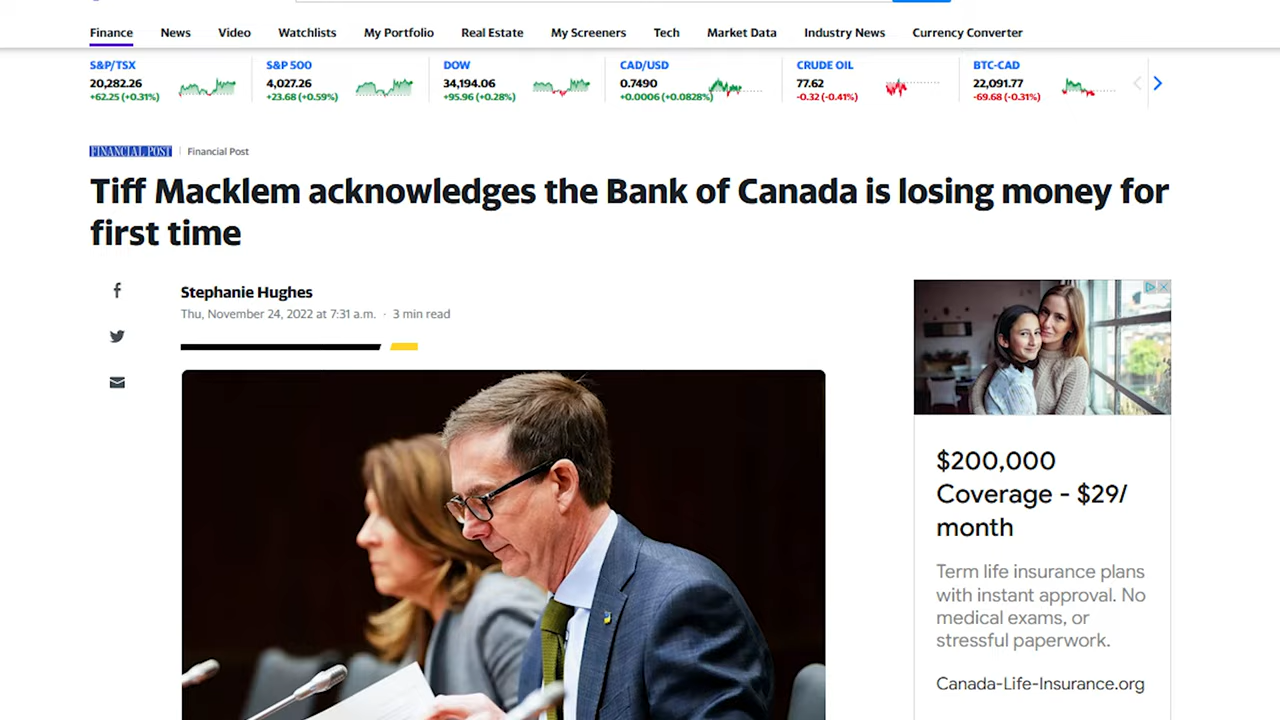 Finance News Video Watchlists My Portfolio Real Estate My Screeners Tech Market Data Industry News Currency Converter
S&P/TSX S&P 500 DOW CAD/USD CRUDE OIL BTC-CAD
20,282.26 4,027.26 34,194.06 0.7490 77.62 22,091.77
+62.25 (+0.31%) +23.68 (+0.59%) +95.96 (+0.28%) +0.0006 (+0.0828%) -0.32 (-0.41%) -69.68 (-0.31%)
FINANCIAL POST Financial Post
Tiff Macklem acknowledges the Bank of Canada is losing money for
first time
Stephanie Hughes
Thu, November 24, 2022 at 7:31 a.m. · 3 min read
$200,000
Coverage - $29/
month
Term life insurance plans
with instant approval. No
medical exams, or
stressful paperwork.
Canada-Life-Insurance.org